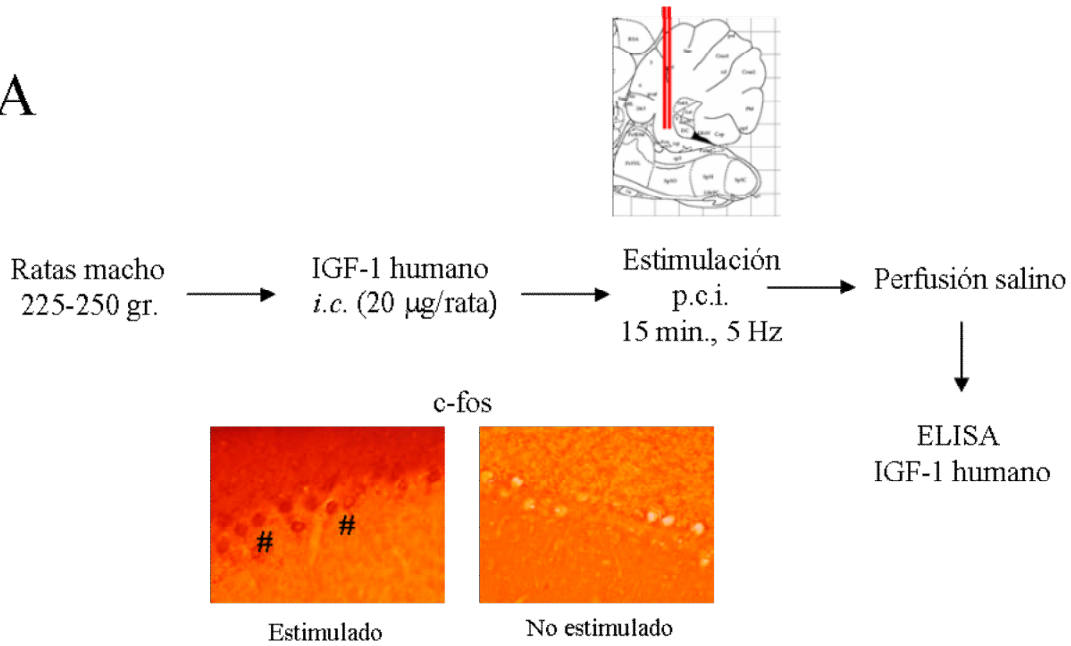 A
Ratas macho
225-250 gr.
IGF-1 humano
i.c. (20 μg/rata)
Estimulación
p.c.i.
15 min., 5 Hz
Perfusión salino
ELISA
IGF-1 humano
c-fos
#
#
Estimulado
No estimulado